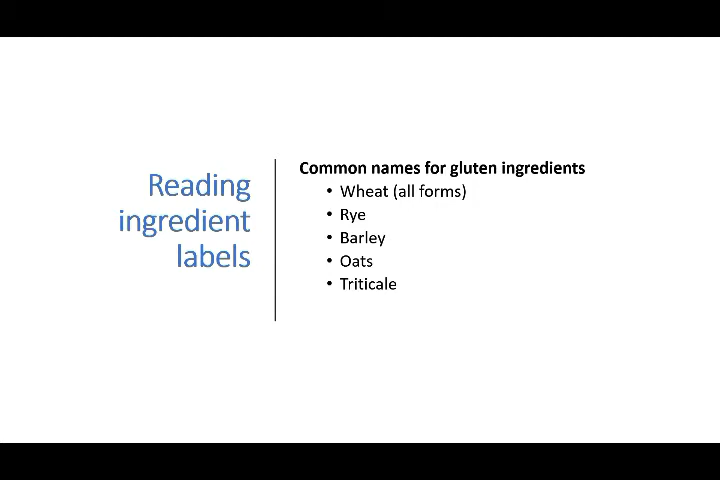 Reading
ingredient
labels
Common names for gluten ingredients
• Wheat (all forms)
• Rye
• Barley
• Oats
• Triticale